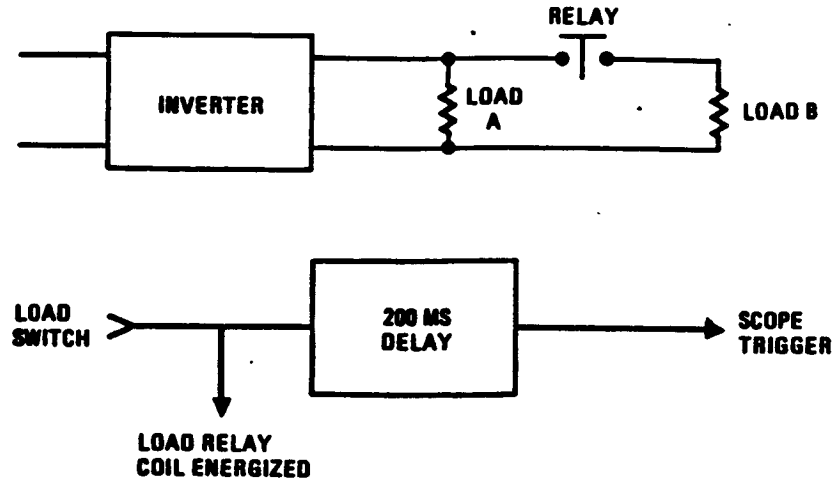 RELAY
INVERTER
LOAD
A
LOAD B
LOAD
SWITCH
200 MS
DELAY
SCOPE
TRIGGER
LOAD RELAY
COIL ENERGIZED